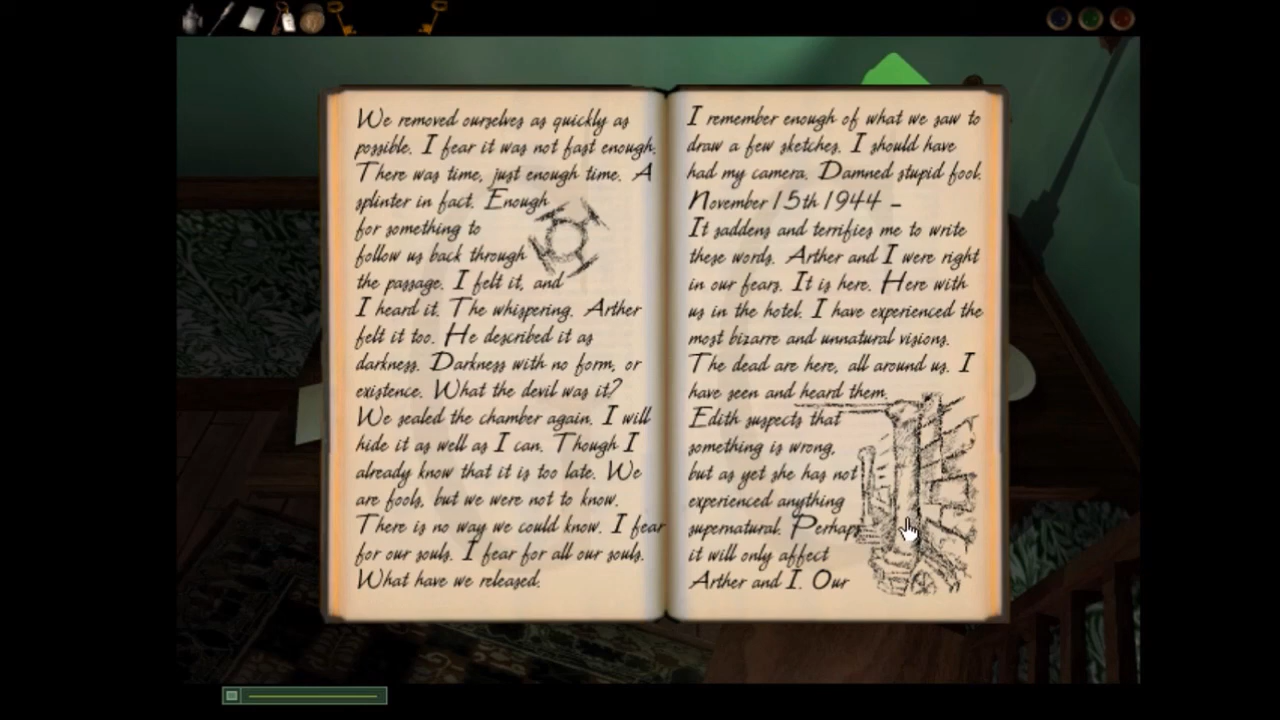 We removed ourselves as quickly as
possible. I fear it was not fast enough.
There was time, just enough time. A
splinter in fact. Enough
for something to
follow us back through
the passage. I felt it, and
I heard it. The whispering. Arther
felt it too. He described it as
darkness. Darkness with no form, or
existence. What the devil was it?
We sealed the chamber again. I will
hide it as well as I can. Though I
already know that it is too late. We
are fools, but we were not to know.
There is no way we could know. I fear
for our souls. I fear for all our souls.
What have we released.
I remember enough of what we saw to
draw a few sketches. I should have
had my camera. Damned stupid fool.
November 15th 1944 –
It saddens and terrifies me to write
these words. Arther and I were right
in our fears. It is here. Here with
us in the hotel. I have experienced the
most bizarre and unnatural visions.
The dead are here, all around us. I
have seen and heard them.
Edith suspects that
something is wrong,
but as yet she has not
experienced anything
supernatural. Perhaps
it will only affect
Arther and I. Our